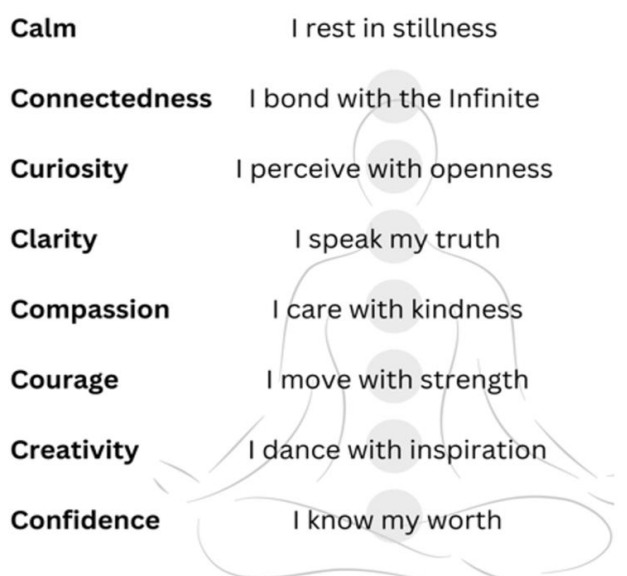 Calm I rest in stillness
Connectedness I bond with the Infinite
Curiosity I perceive with openness
Clarity I speak my truth
Compassion I care with kindness
Courage I move with strength
Creativity I dance with inspiration
Confidence I know my worth